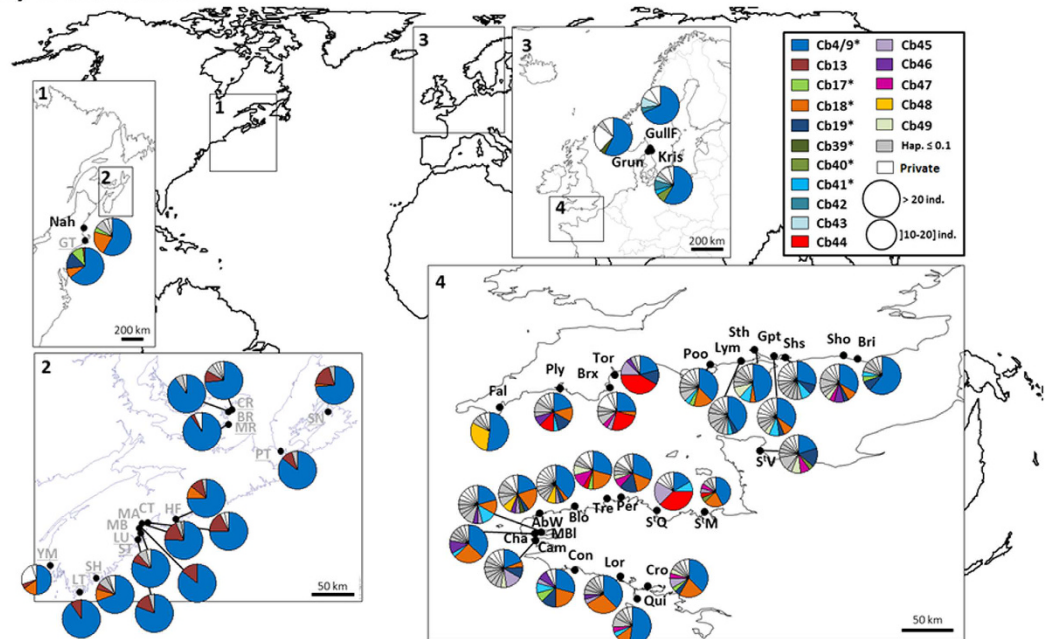 1
Nah
GT
200 km
2
1
3
3
GullF
Grun
Kris
4
200 km
Cb4/9*
Cb13
Cb17*
Cb18*
Cb19*
Cb39*
Cb40*
Cb41*
Cb42
Cb43
Cb44
Cb45
Cb46
Cb47
Cb48
Cb49
Hap. ≤ 0.1
Private
> 20 ind.
]10-20] ind.
2
CR
BR
MR
SN
PT
HF
CT
MA
MB
LU
SJ
YM
SH
LT
50 km
4
Fal
Ply
Brx
Tor
Poo
Lym
Sth
Gpt
Shs
Sho
Bri
StV
AbW
MBl
Cha
Cam
Blo
Tre
Per
StQ
StM
Con
Lor
Cro
Qui
50 km